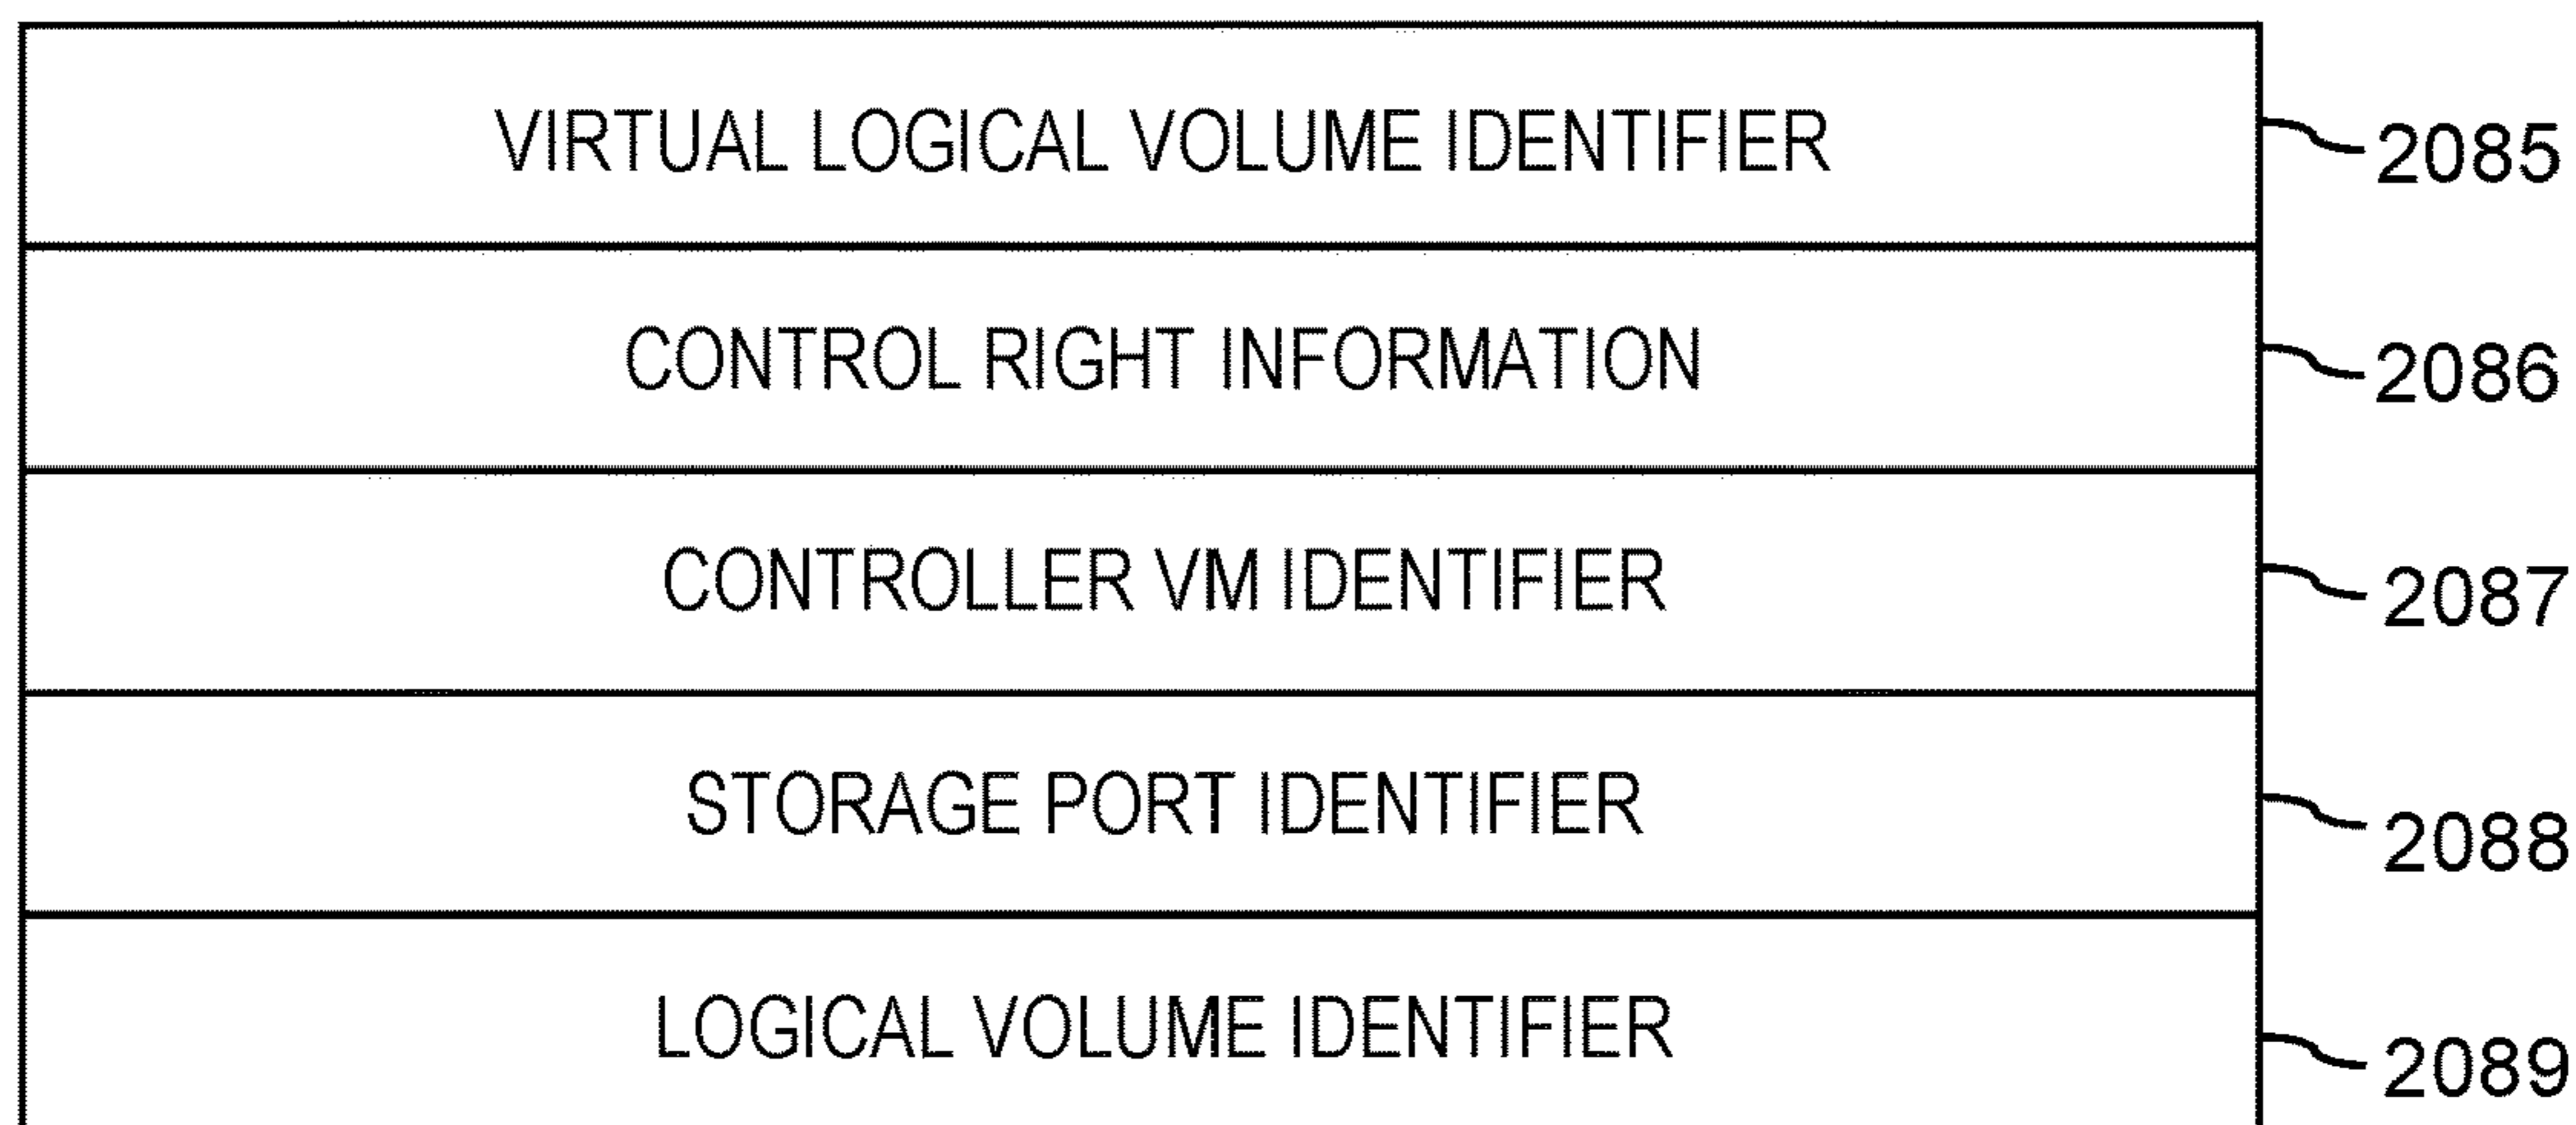 VIRTUAL LOGICAL VOLUME IDENTIFIER 2085
CONTROL RIGHT INFORMATION 2086
CONTROLLER VM IDENTIFIER 2087
STORAGE PORT IDENTIFIER 2088
LOGICAL VOLUME IDENTIFIER 2089